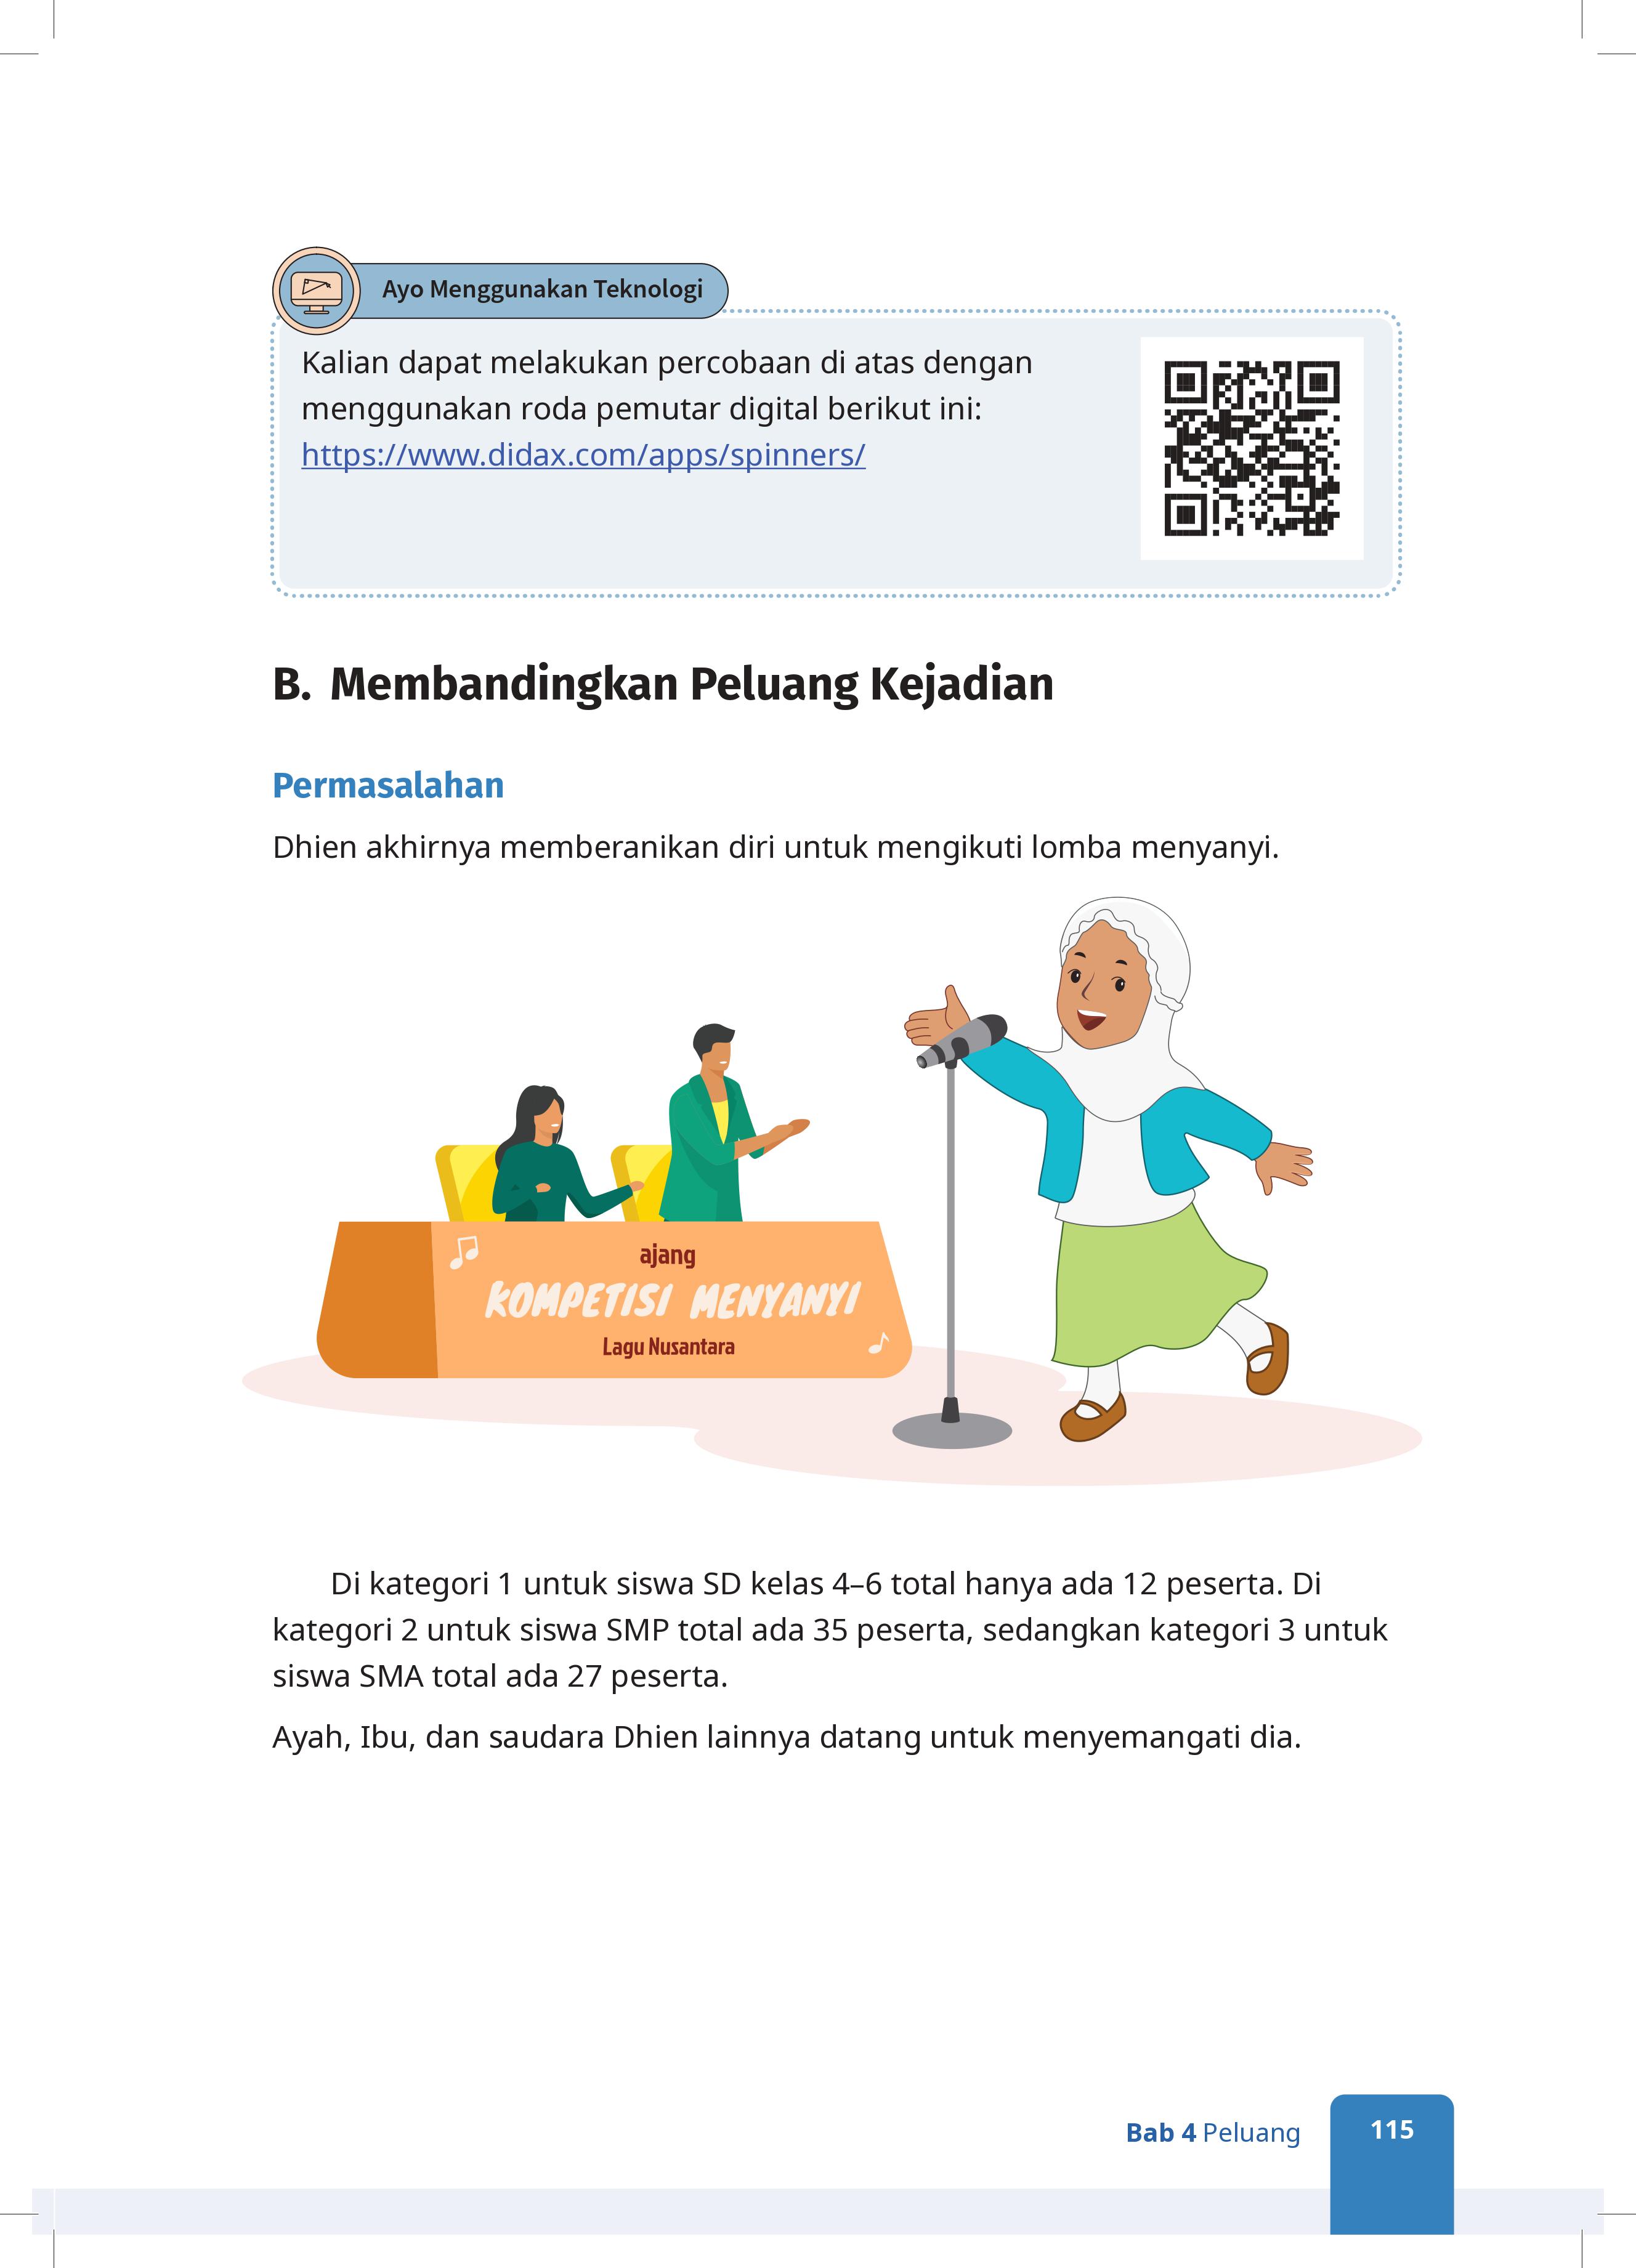 Ayo Menggunakan Teknologi
Kalian dapat melakukan percobaan di atas dengan
menggunakan roda pemutar digital berikut ini:
https://www.didax.com/apps/spinners/
B. Membandingkan Peluang Kejadian
Permasalahan
Dhien akhirnya memberanikan diri untuk mengikuti lomba menyanyi.
ajang
KOMPETISI MENYANYI
Lagu Nusantara
Di kategori 1 untuk siswa SD kelas 4–6 total hanya ada 12 peserta. Di
kategori 2 untuk siswa SMP total ada 35 peserta, sedangkan kategori 3 untuk
siswa SMA total ada 27 peserta.
Ayah, Ibu, dan saudara Dhien lainnya datang untuk menyemangati dia.
Bab 4 Peluang
115